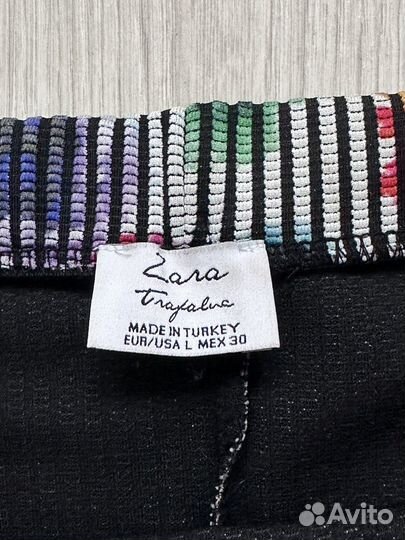 Zara
Trafaluc
MADE IN TURKEY
EUR/USA L MEX 30
Avito